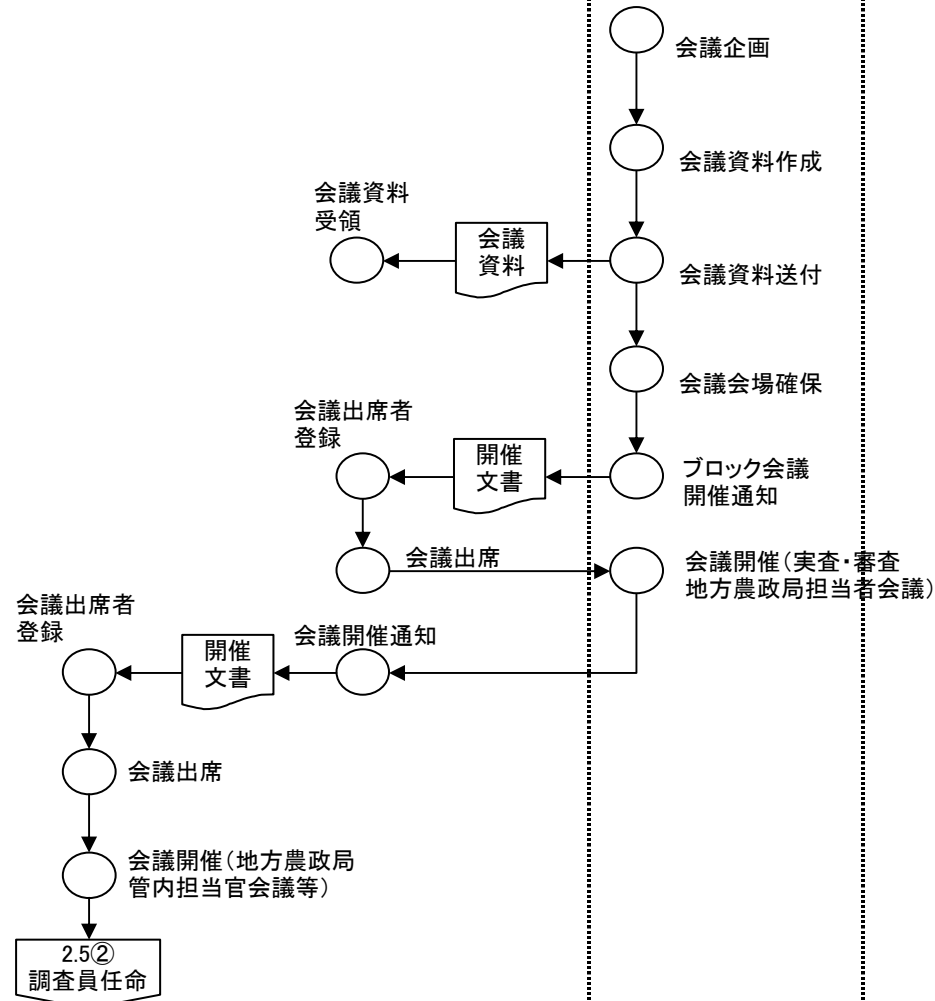 会議企画
会議資料作成
会議資料
受領
会議
資料
会議資料送付
会議会場確保
会議出席者
登録
開催
文書
ブロック会議
開催通知
会議出席
会議開催（実査・審査
地方農政局担当者会議）
会議出席者
登録
開催
文書
会議開催通知
会議出席
会議開催（地方農政局
管内担当官会議等）
2.5②
調査員任命